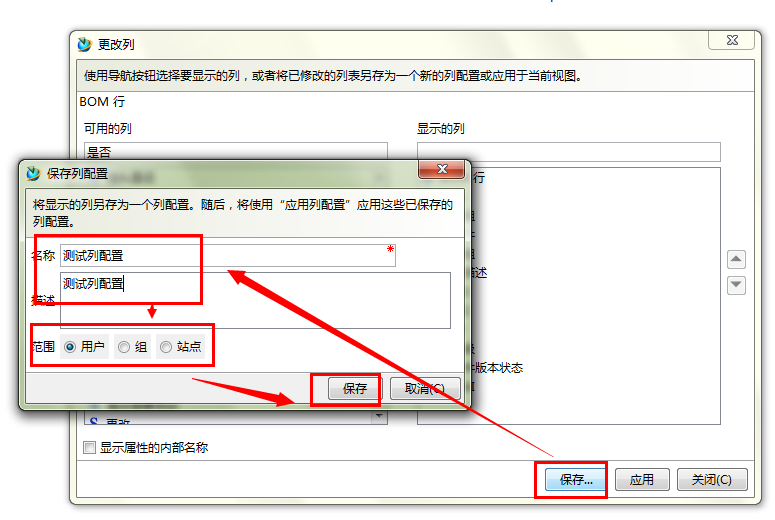 更改列
使用导航按钮选择要显示的列，或者将已修改的列表另存为一个新的列配置或应用于当前视图。
BOM 行
可用的列
显示的列
是否
行
保存列配置
将显示的列另存为一个列配置。随后，将使用“应用列配置”应用这些已保存的
列配置。
名称
测试列配置
*
描述
测试列配置
范围
用户
组
站点
保存
取消(C)
组
组
描述
件版本状态
更改
显示属性的内部名称
保存...
应用
关闭(C)